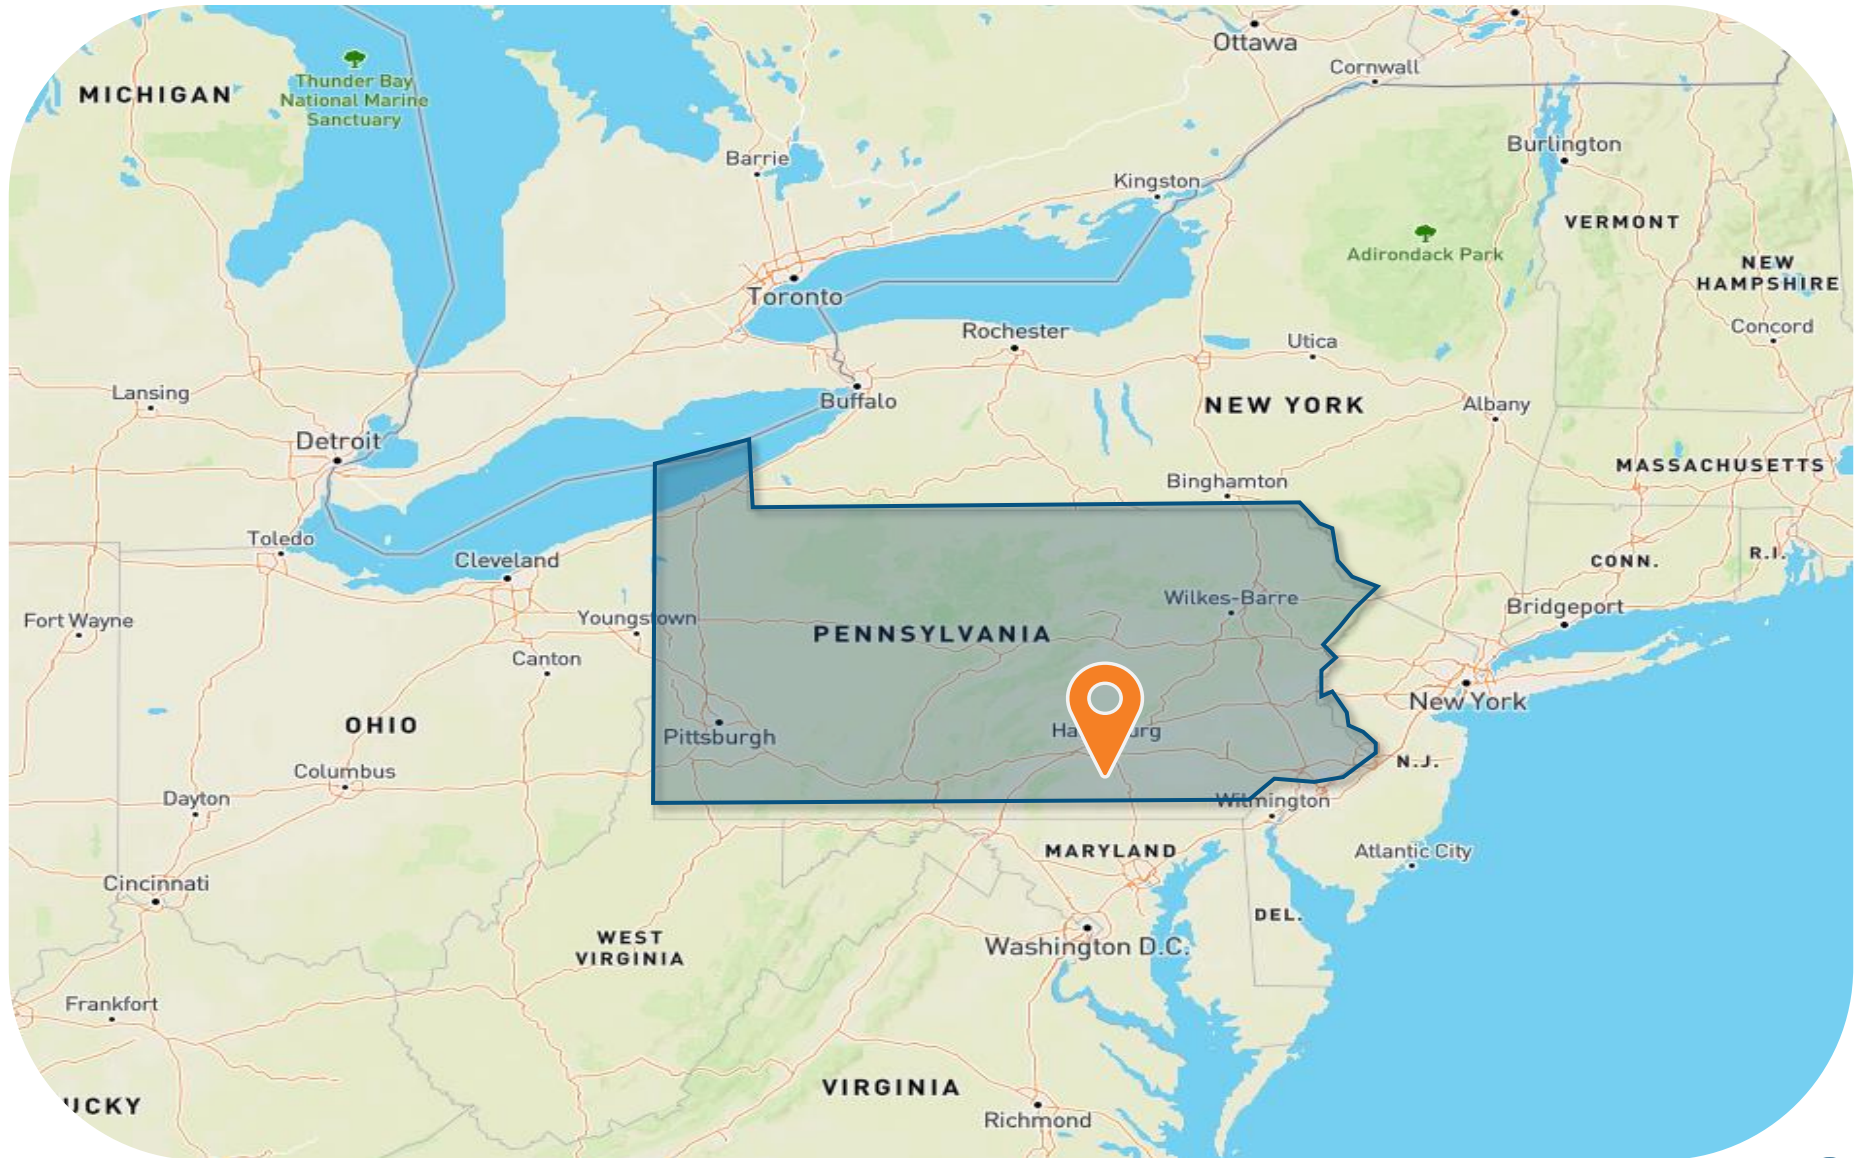 Ottawa
Cornwall
MICHIGAN
Thunder Bay
National Marine
Sanctuary
Burlington
Barrie
Kingston
VERMONT
Adirondack Park
NEW
HAMPSHIRE
Toronto
Rochester
Utica
Concord
Lansing
Buffalo
NEW YORK
Albany
Detroit
MASSACHUSETTS
Binghamton
Toledo
Cleveland
CONN.
R.I.
Wilkes-Barre
Bridgeport
Fort Wayne
Youngstown
PENNSYLVANIA
Canton
New York
OHIO
Pittsburgh
Ha urg
N.J.
Columbus
Dayton
Wilmington
MARYLAND
Atlantic City
Cincinnati
DEL.
WEST
VIRGINIA
Washington D.C.
Frankfort
VIRGINIA
UCKY
Richmond